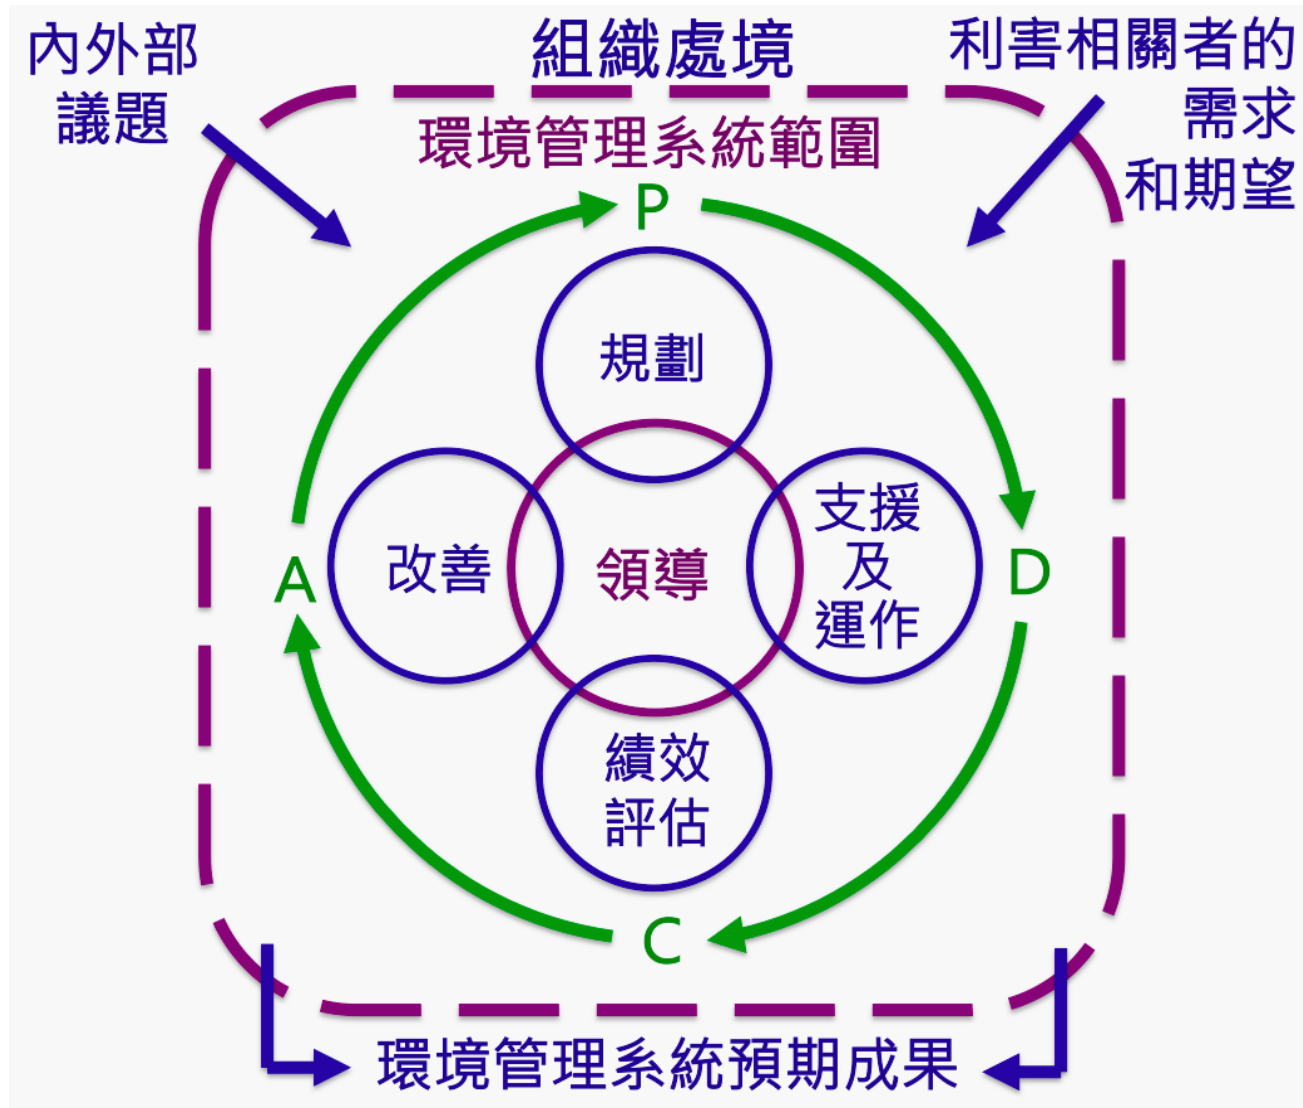 內外部
議題
組織處境
利害相關者的
需求
和期望
環境管理系統範圍
P
規劃
改善
領導
支援
及
運作
A
D
績效
評估
C
環境管理系統預期成果